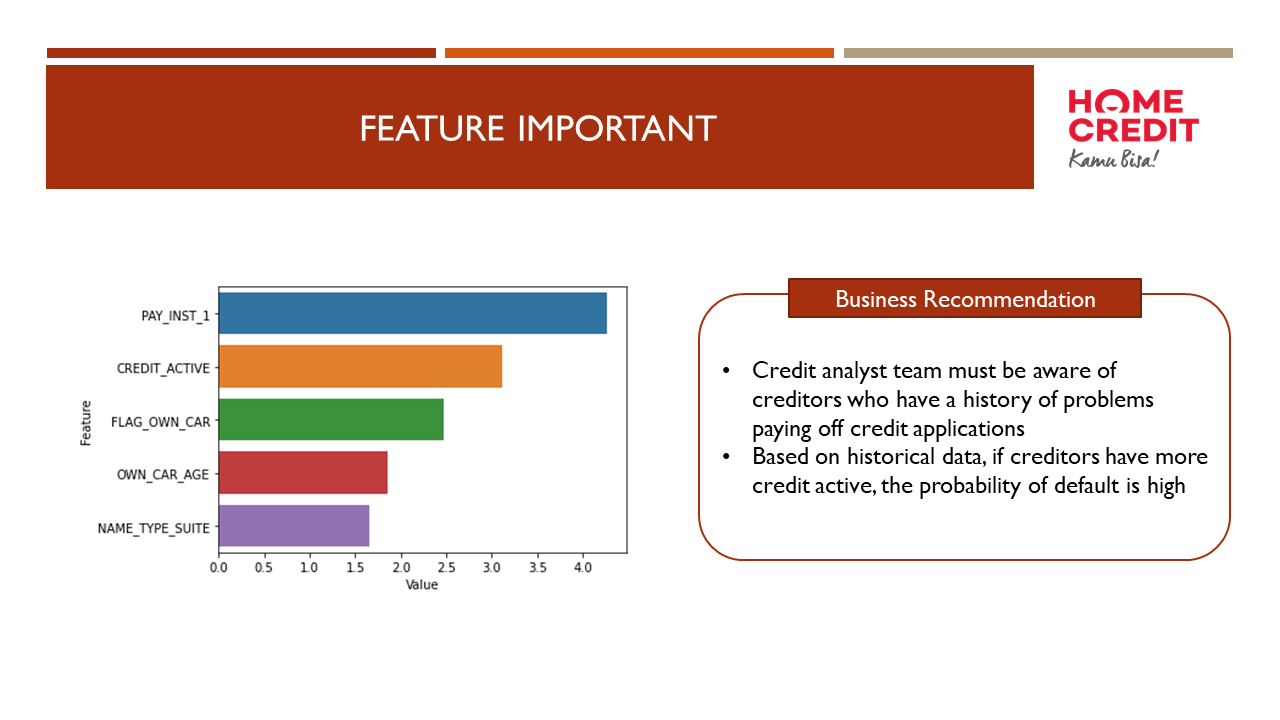 FEATURE IMPORTANT
HOME
CREDIT
Kamu Bisa!
Feature
PAY_INST_1
CREDIT_ACTIVE
FLAG_OWN_CAR
OWN_CAR_AGE
NAME_TYPE_SUITE
0.0 0.5 1.0 1.5 2.0 2.5 3.0 3.5 4.0
Value
Business Recommendation
• Credit analyst team must be aware of
creditors who have a history of problems
paying off credit applications
• Based on historical data, if creditors have more
credit active, the probability of default is high